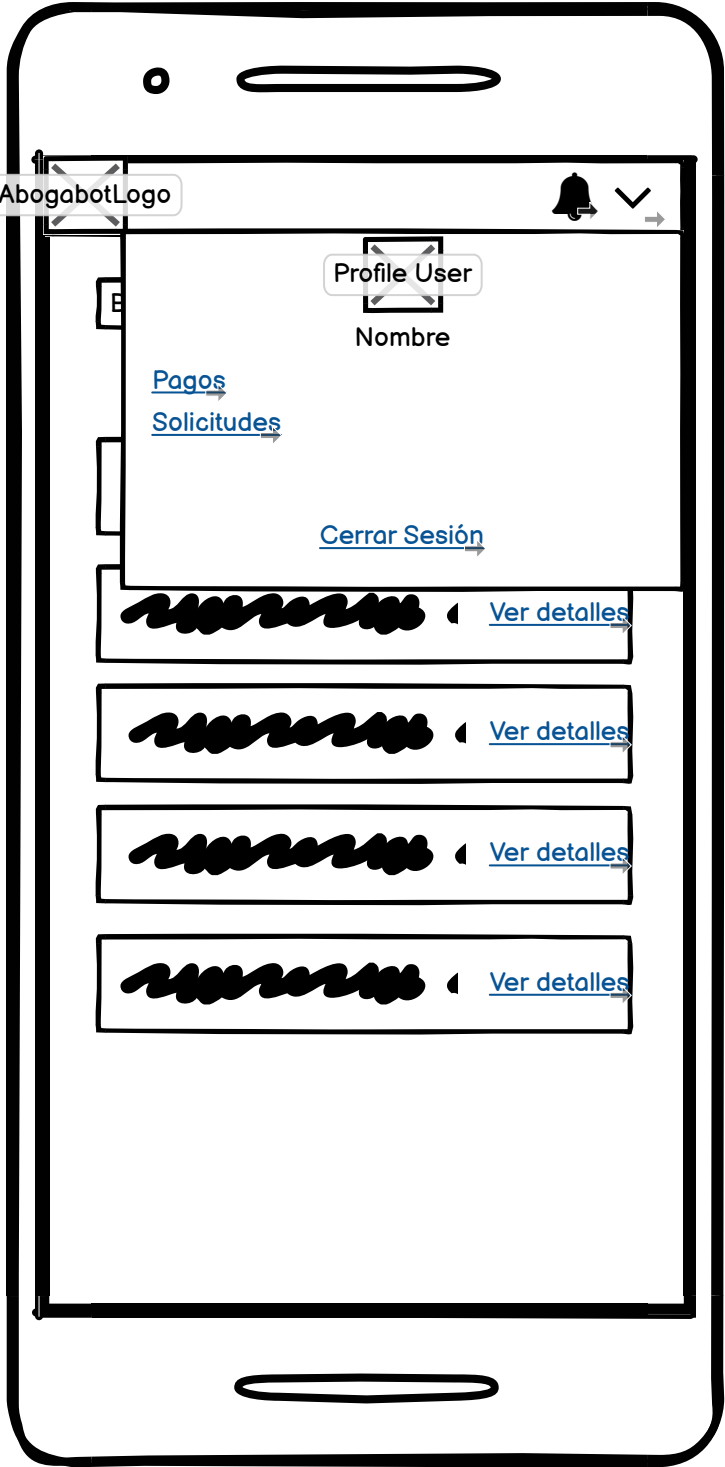 AbogabotLogo
Profile User
Nombre
Pagos
Solicitudes
Cerrar Sesión
Ver detalles
Ver detalles
Ver detalles
Ver detalles